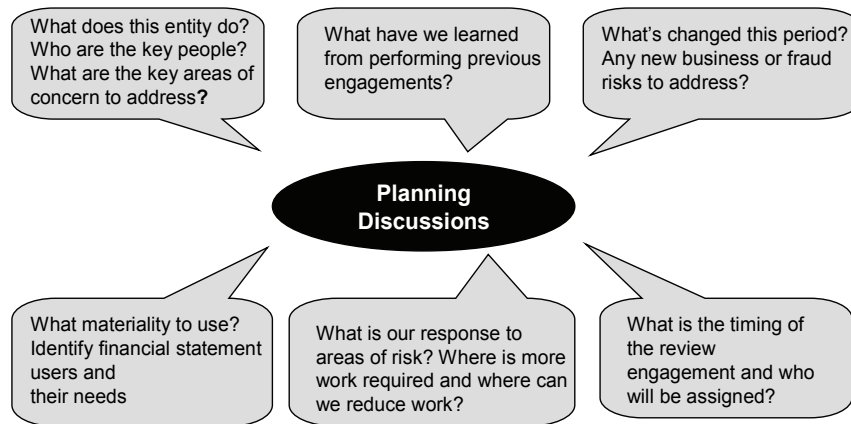 What does this entity do?
Who are the key people?
What are the key areas of
concern to address?
What have we learned
from performing previous
engagements?
What’s changed this period?
Any new business or fraud
risks to address?
Planning
Discussions
What materiality to use?
Identify financial statement
users and
their needs
What is our response to
areas of risk? Where is more
work required and where can
we reduce work?
What is the timing of
the review
engagement and who
will be assigned?